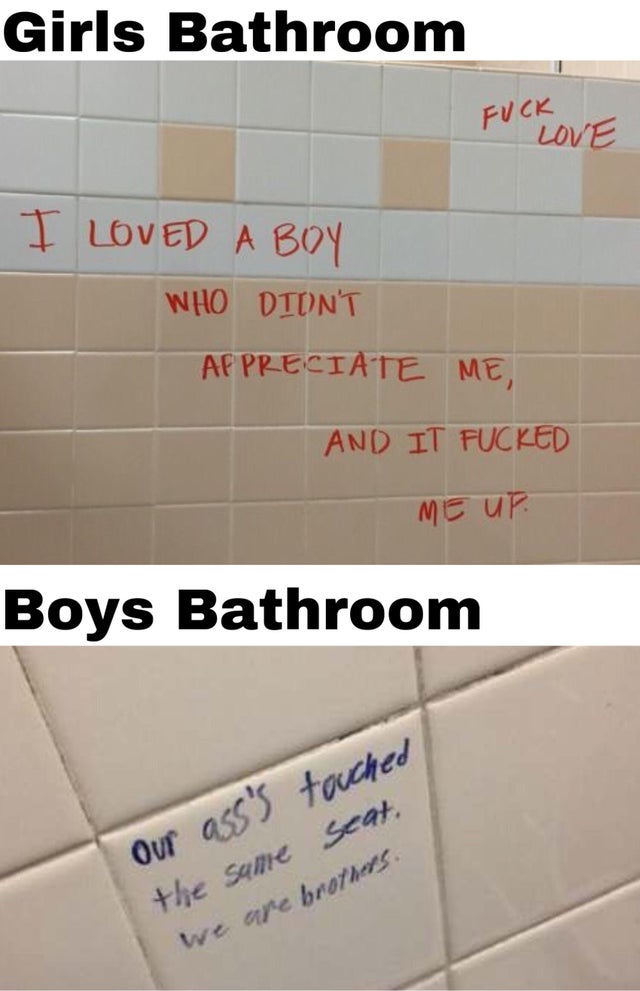 Girls Bathroom
FUCK
LOVE
I LOVED A BOY
WHO DIDN'T
APPRECIATE ME,
AND IT FUCKED
ME UP.
Boys Bathroom
our ass's touched
the same seat.
we are brothers.